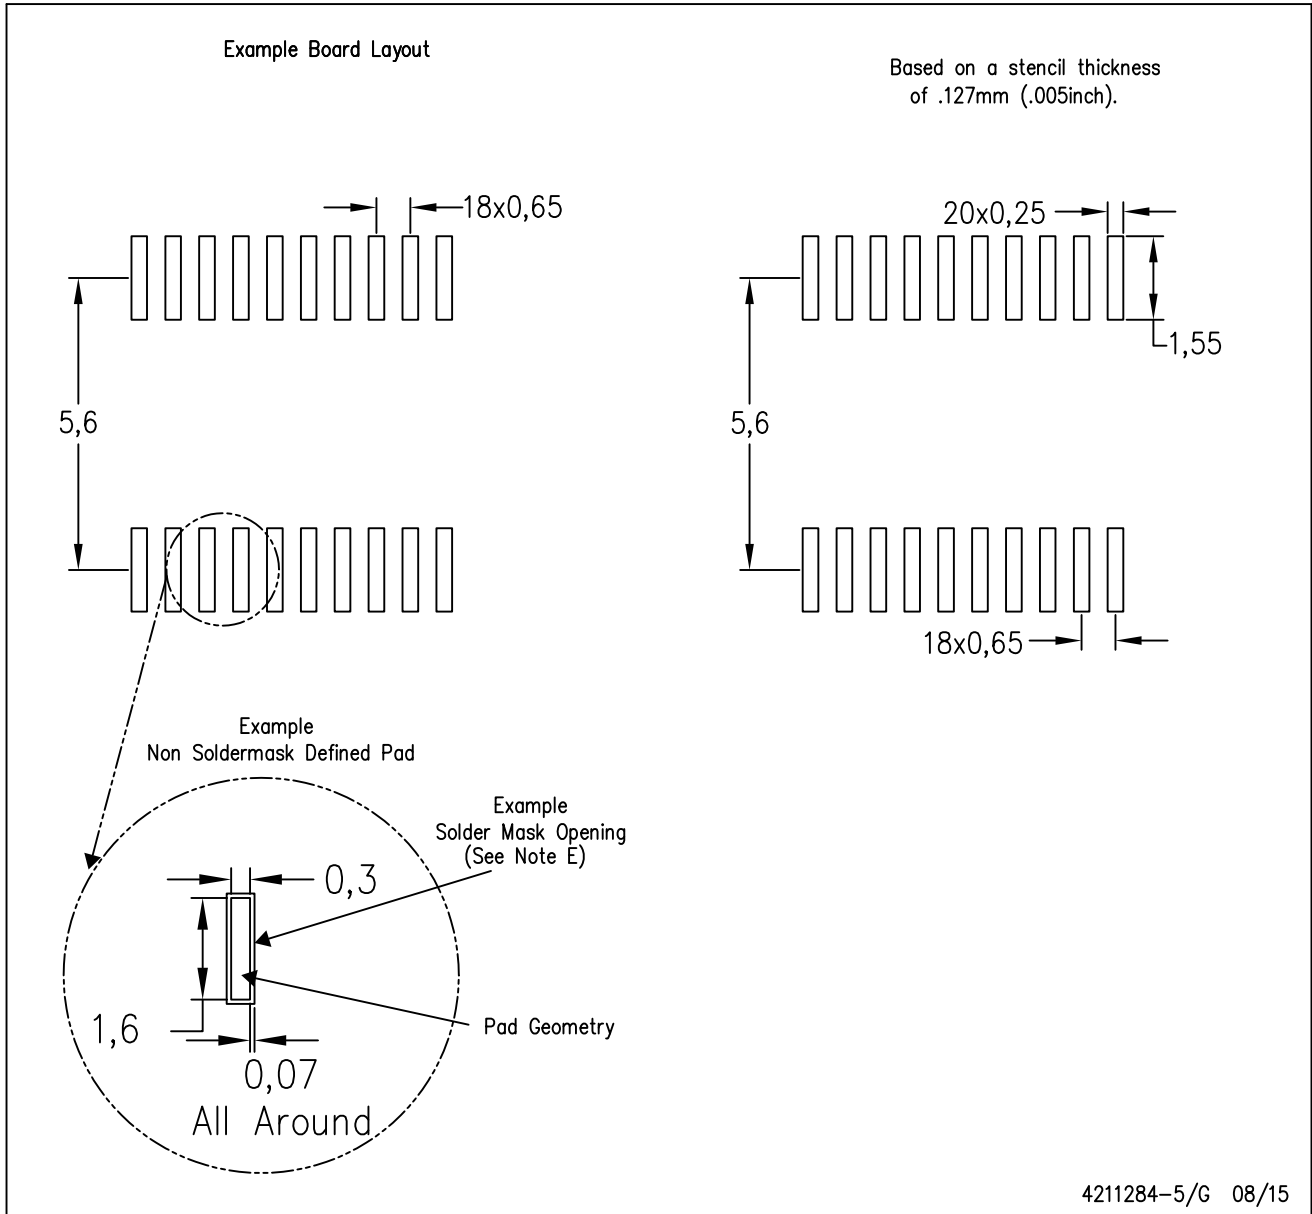 Example Board Layout
Based on a stencil thickness
of .127mm (.005inch).
18x0,65
20x0,25
1,55
5,6
5,6
18x0,65
Example
Non Soldermask Defined Pad
Example
Solder Mask Opening
(See Note E)
0,3
1,6
Pad Geometry
0,07
All Around
4211284-5/G 08/15